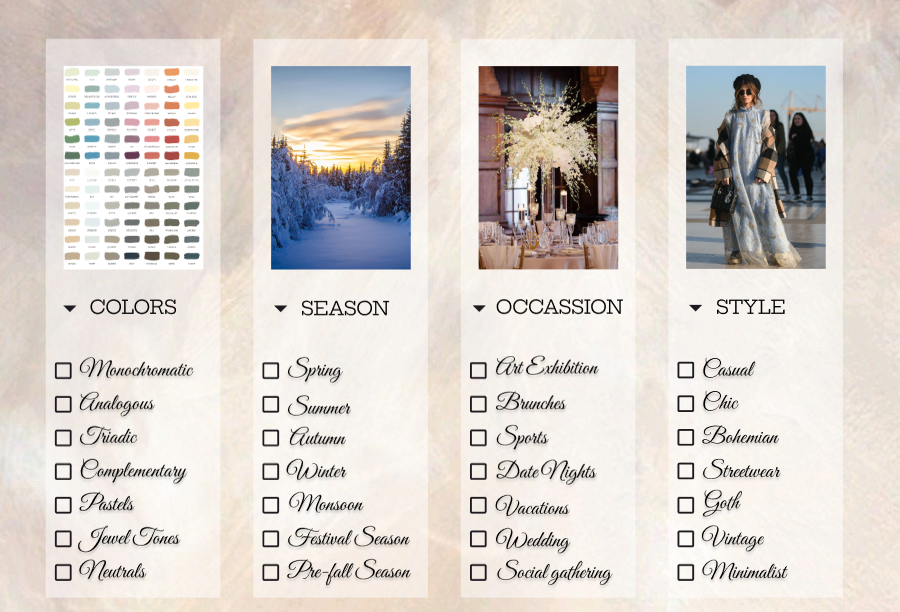 COLORS
Monochromatic
Analogous
Triadic
Complementary
Pastels
Jewel Tones
Neutrals
SEASON
Spring
Summer
Autumn
Winter
Monsoon
Festival Season
Pre-fall Season
OCCASSION
Art Exhibition
Brunches
Sports
Date Nights
Vacations
Wedding
Social gathering
STYLE
Casual
Chic
Bohemian
Streetwear
Goth
Vintage
Minimalist